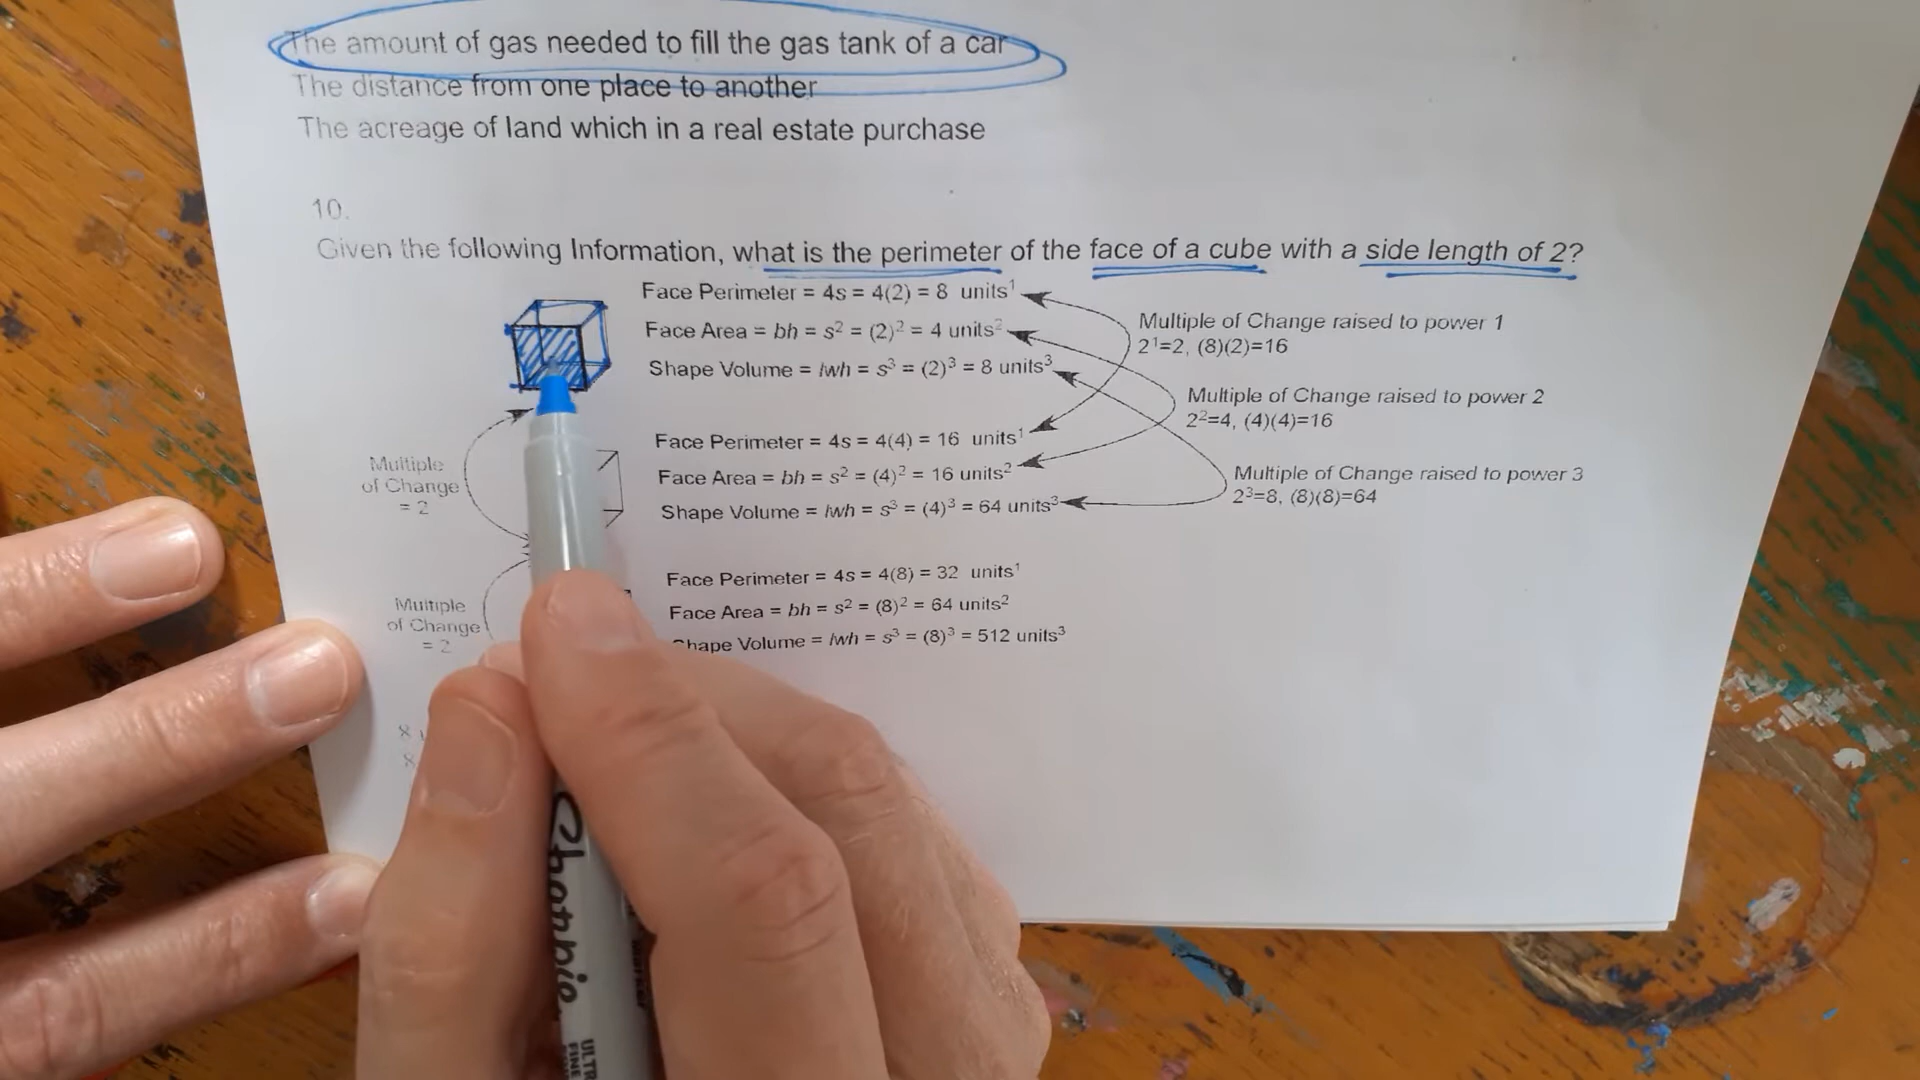 The amount of gas needed to fill the gas tank of a car
The distance from one place to another
The acreage of land which in a real estate purchase
10.
Given the following Information, what is the perimeter of the face of a cube with a side length of 2?
Face Perimeter = 4s = 4(2) = 8 units¹
Face Area = bh = s² = (2)² = 4 units²
Shape Volume = lwh = s³ = (2)³ = 8 units³
Multiple of Change raised to power 1
2¹=2, (8)(2)=16
Multiple of Change raised to power 2
2²=4, (4)(4)=16
Multiple of Change raised to power 3
2³=8, (8)(8)=64
Multiple
of Change
= 2
Face Perimeter = 4s = 4(4) = 16 units¹
Face Area = bh = s² = (4)² = 16 units²
Shape Volume = lwh = s³ = (4)³ = 64 units³
Multiple
of Change
= 2
Face Perimeter = 4s = 4(8) = 32 units¹
Face Area = bh = s² = (8)² = 64 units²
Shape Volume = lwh = s³ = (8)³ = 512 units³
8
8
Sharpie
ULTR
FINE